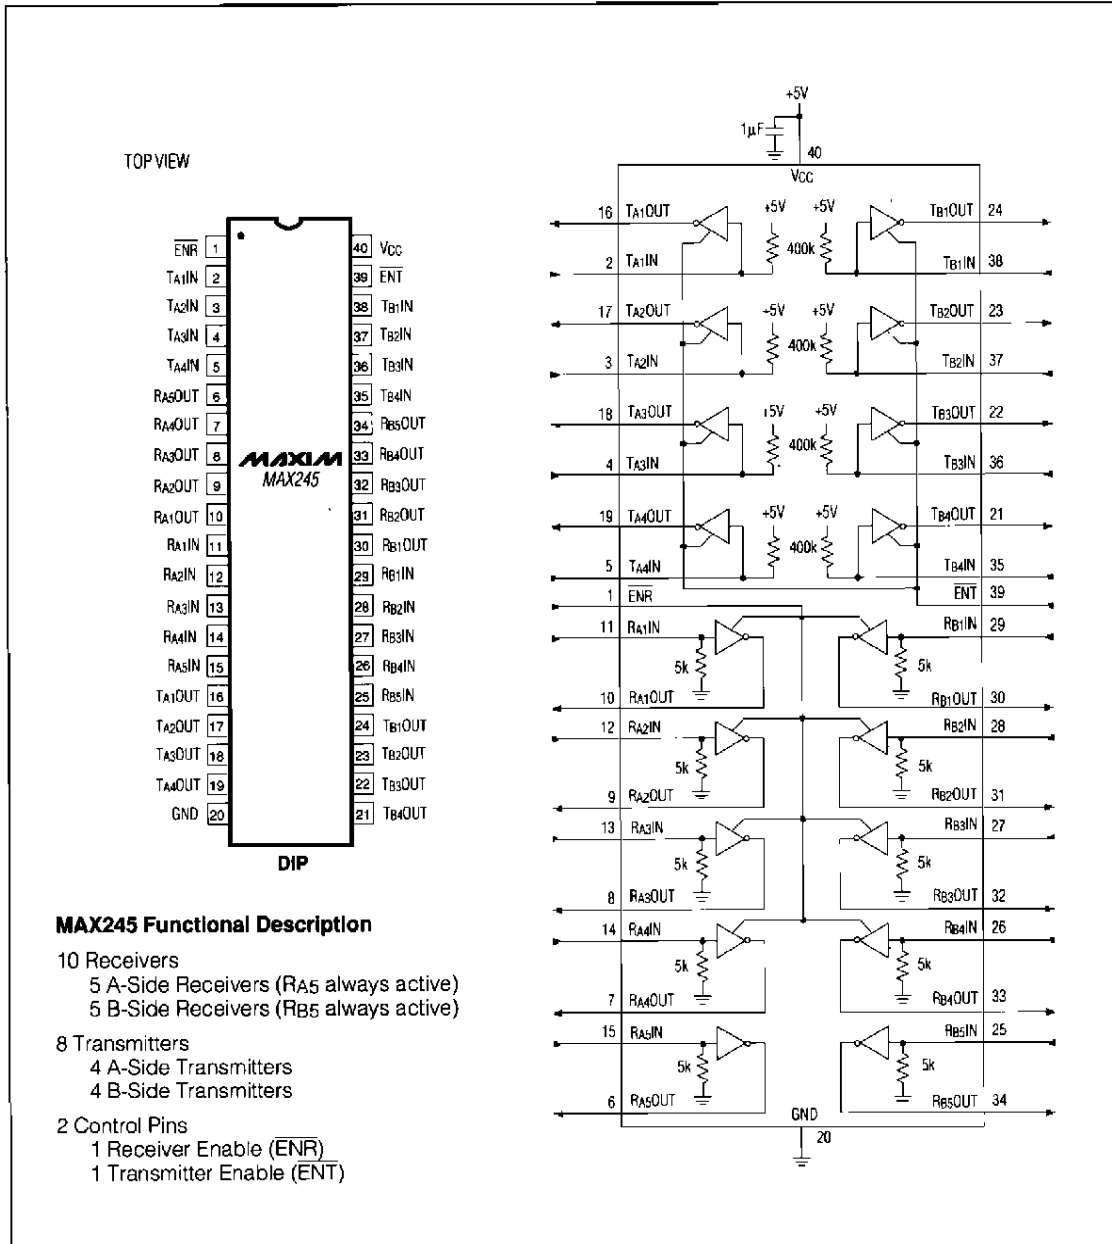 TOP VIEW
ENR 1
TA1IN 2
TA2IN 3
TA3IN 4
TA4IN 5
RA5OUT 6
RA4OUT 7
RA3OUT 8
RA2OUT 9
RA1OUT 10
RA1IN 11
RA2IN 12
RA3IN 13
RA4IN 14
RA5IN 15
TA1OUT 16
TA2OUT 17
TA3OUT 18
TA4OUT 19
GND 20
MAXIM
MAX245
40 VCC
39 ENT
38 TB1IN
37 TB2IN
36 TB3IN
35 TB4IN
34 RB5OUT
33 RB4OUT
32 RB3OUT
31 RB2OUT
30 RB1OUT
29 RB1IN
28 RB2IN
27 RB3IN
26 RB4IN
25 RB5IN
24 TB1OUT
23 TB2OUT
22 TB3OUT
21 TB4OUT
DIP
MAX245 Functional Description
10 Receivers
5 A-Side Receivers (RA5 always active)
5 B-Side Receivers (RB5 always active)
8 Transmitters
4 A-Side Transmitters
4 B-Side Transmitters
2 Control Pins
1 Receiver Enable (ENR)
1 Transmitter Enable (ENT)
+5V
1µF
40
VCC
16 TA1OUT +5V +5V TB1OUT 24
400k
2 TA1IN TB1IN 38
17 TA2OUT +5V +5V TB2OUT 23
400k
3 TA2IN TB2IN 37
18 TA3OUT +5V +5V TB3OUT 22
400k
4 TA3IN TB3IN 36
19 TA4OUT +5V +5V TB4OUT 21
400k
5 TA4IN TB4IN 35
1 ENR ENT 39
11 RA1IN RB1IN 29
5k 5k
10 RA1OUT RB1OUT 30
12 RA2IN RB2IN 28
5k 5k
9 RA2OUT RB2OUT 31
13 RA3IN RB3IN 27
5k 5k
8 RA3OUT RB3OUT 32
14 RA4IN RB4IN 26
5k 5k
7 RA4OUT RB4OUT 33
15 RA5IN RB5IN 25
5k 5k
6 RA5OUT RB5OUT 34
GND
20